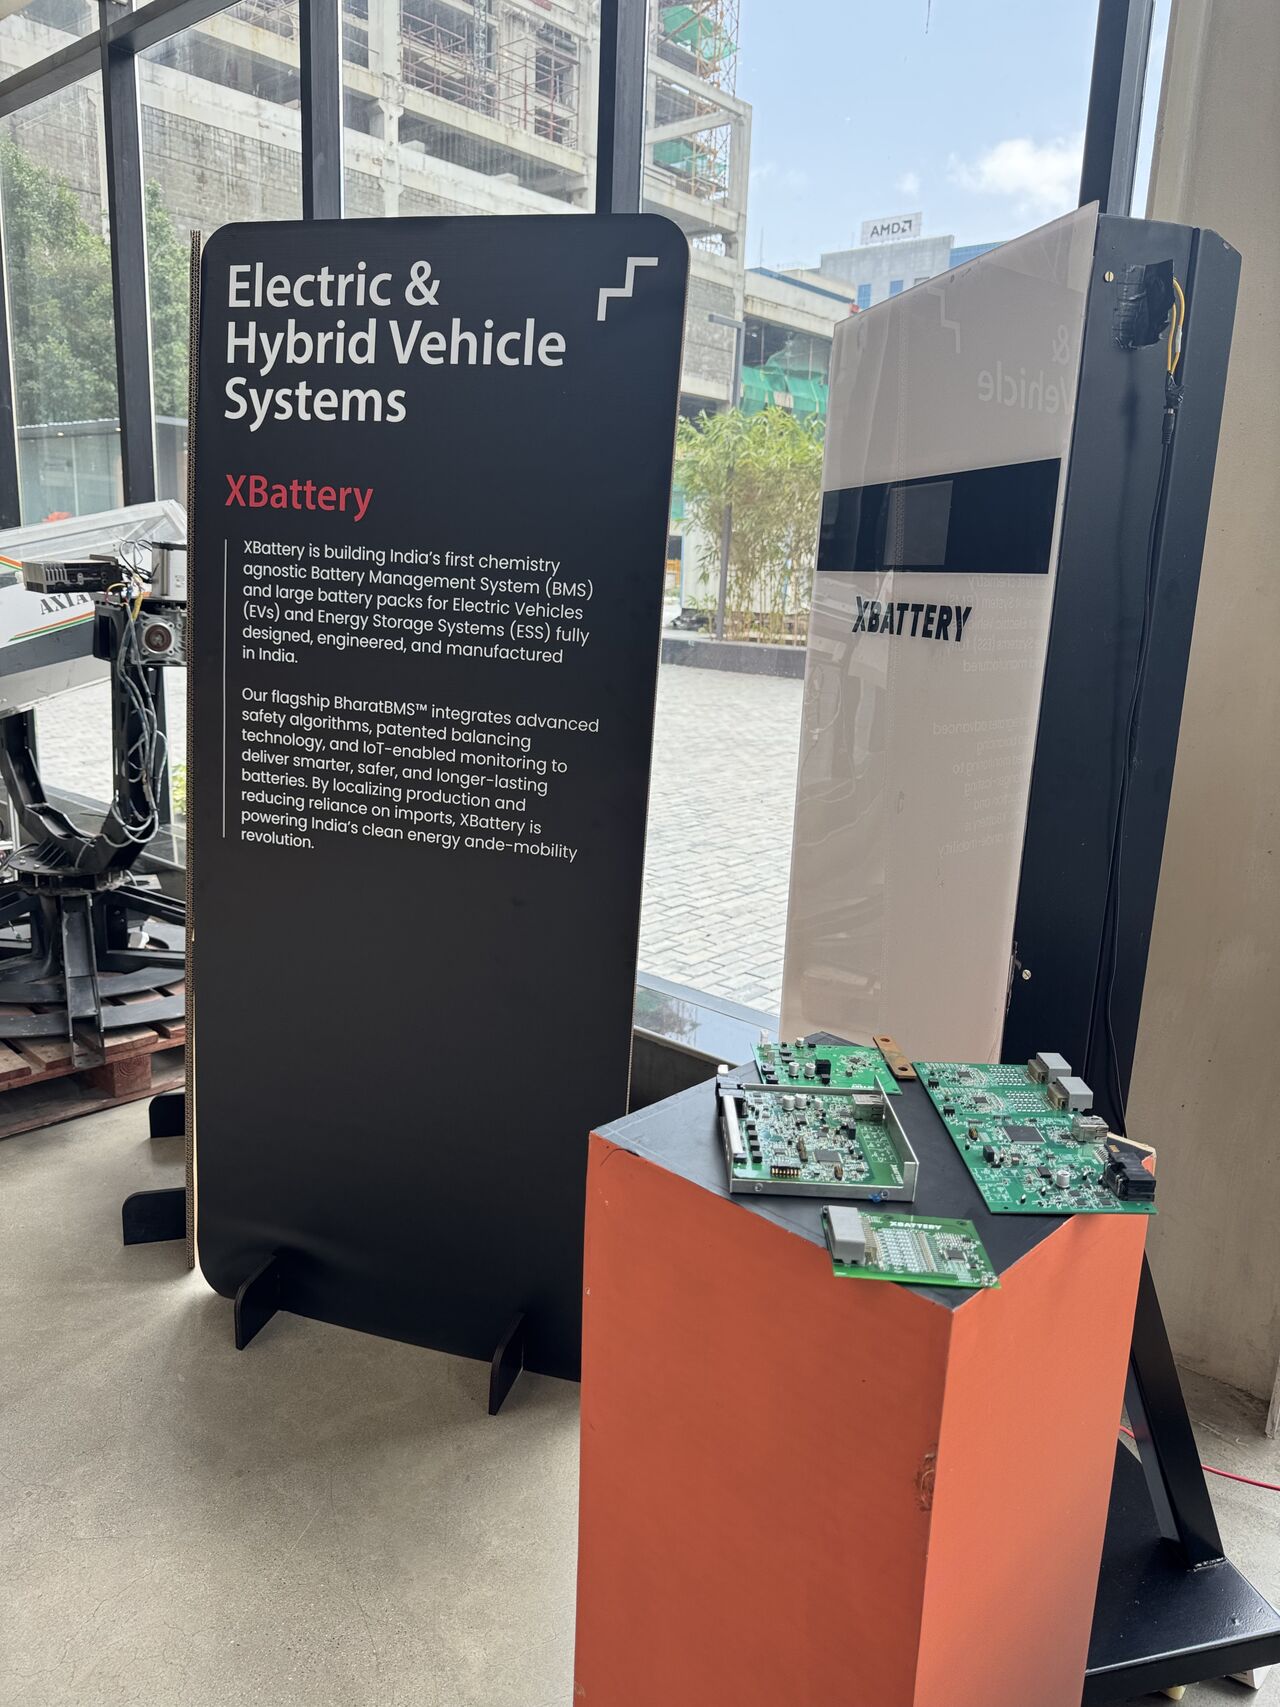 Electric &
Hybrid Vehicle
Systems
XBattery
XBattery is building India's first chemistry
agnostic Battery Management System (BMS)
and large battery packs for Electric Vehicles
(EVs) and Energy Storage Systems (ESS) fully
designed, engineered, and manufactured
in India.
Our flagship BharatBMS™ integrates advanced
safety algorithms, patented balancing
technology, and IoT-enabled monitoring to
deliver smarter, safer, and longer-lasting
batteries. By localizing production and
reducing reliance on imports, XBattery is
powering India's clean energy ande-mobility
revolution.
AMD
XBATTERY
XBATTERY